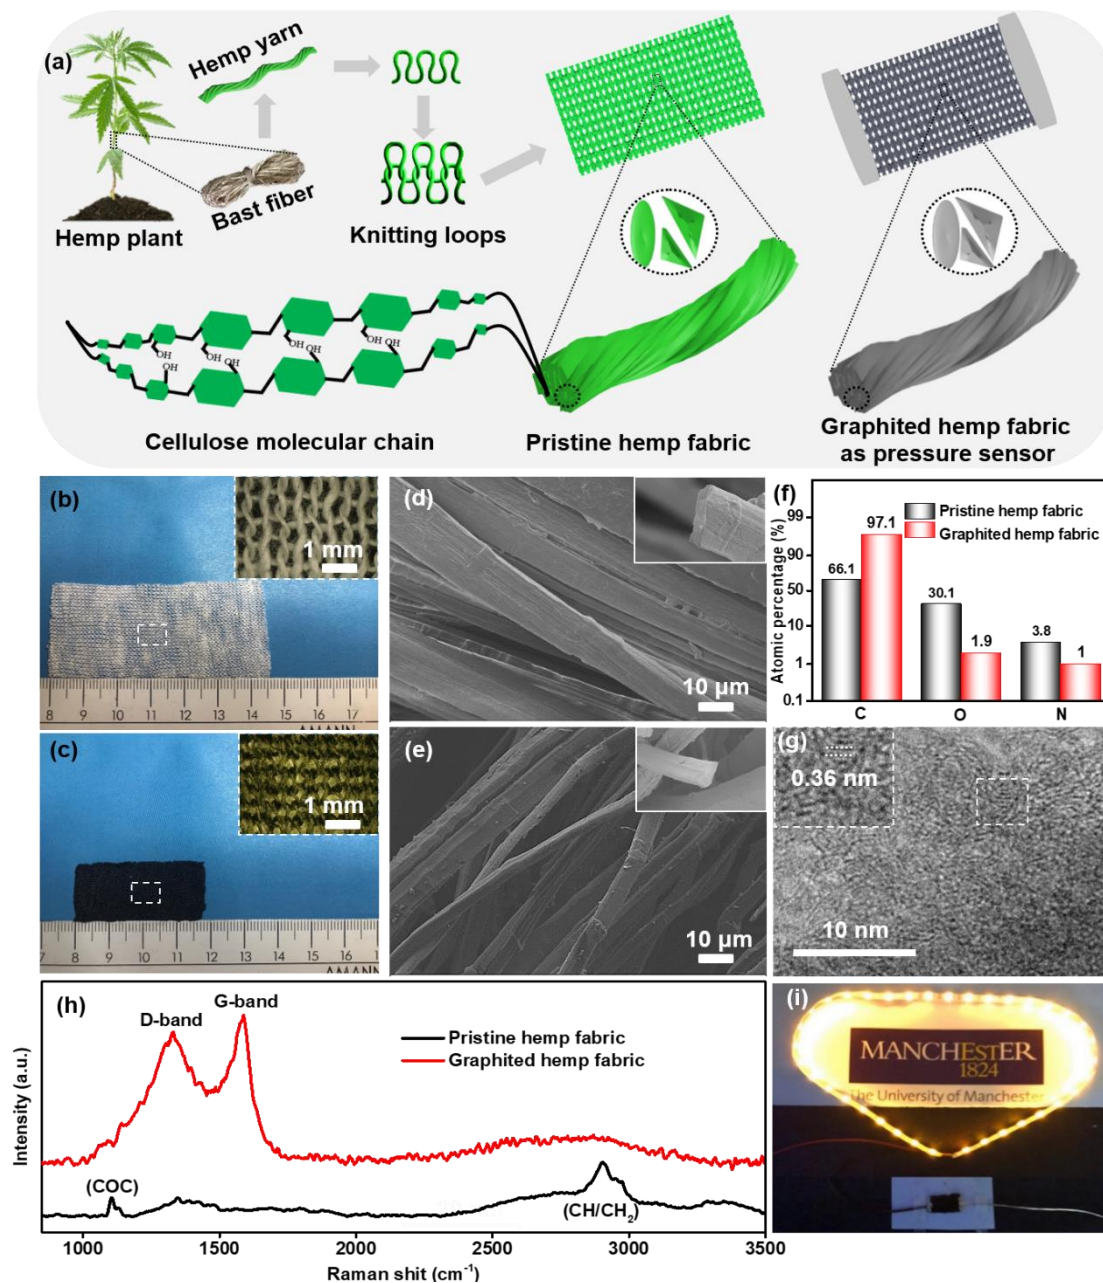 (a)
Hemp yarn
Bast fiber
Hemp plant
Knitting loops
OH
OH
OH
OH
OH
OH
OH
Cellulose molecular chain
Pristine hemp fabric
Graphited hemp fabric
as pressure sensor
(b)
1 mm
8 9 10 11 12 13 14 15 16 17
AMANN
(c)
1 mm
7 8 9 10 11 12 13 14 15 16
AMANN
(d)
10 µm
(e)
10 µm
(f)
Pristine hemp fabric
Graphited hemp fabric
Atomic percentage (%)
99
90
50
10
1
0.1
66.1
97.1
30.1
1.9
3.8
1
C O N
(g)
0.36 nm
10 nm
(h)
D-band
G-band
Pristine hemp fabric
Graphited hemp fabric
Intensity (a.u.)
(COC)
(CH/CH₂)
1000 1500 2000 2500 3000 3500
Raman shit (cm⁻¹)
(i)
MANCHESTER
1824
The University of Manchester